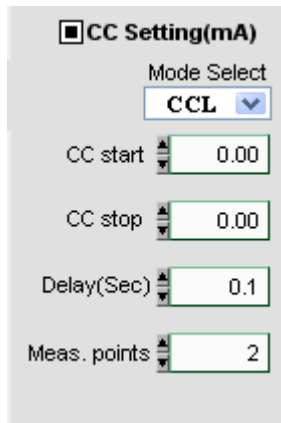 CC Setting(mA)
Mode Select
CCL
CC start 0.00
CC stop 0.00
Delay(Sec) 0.1
Meas. points 2